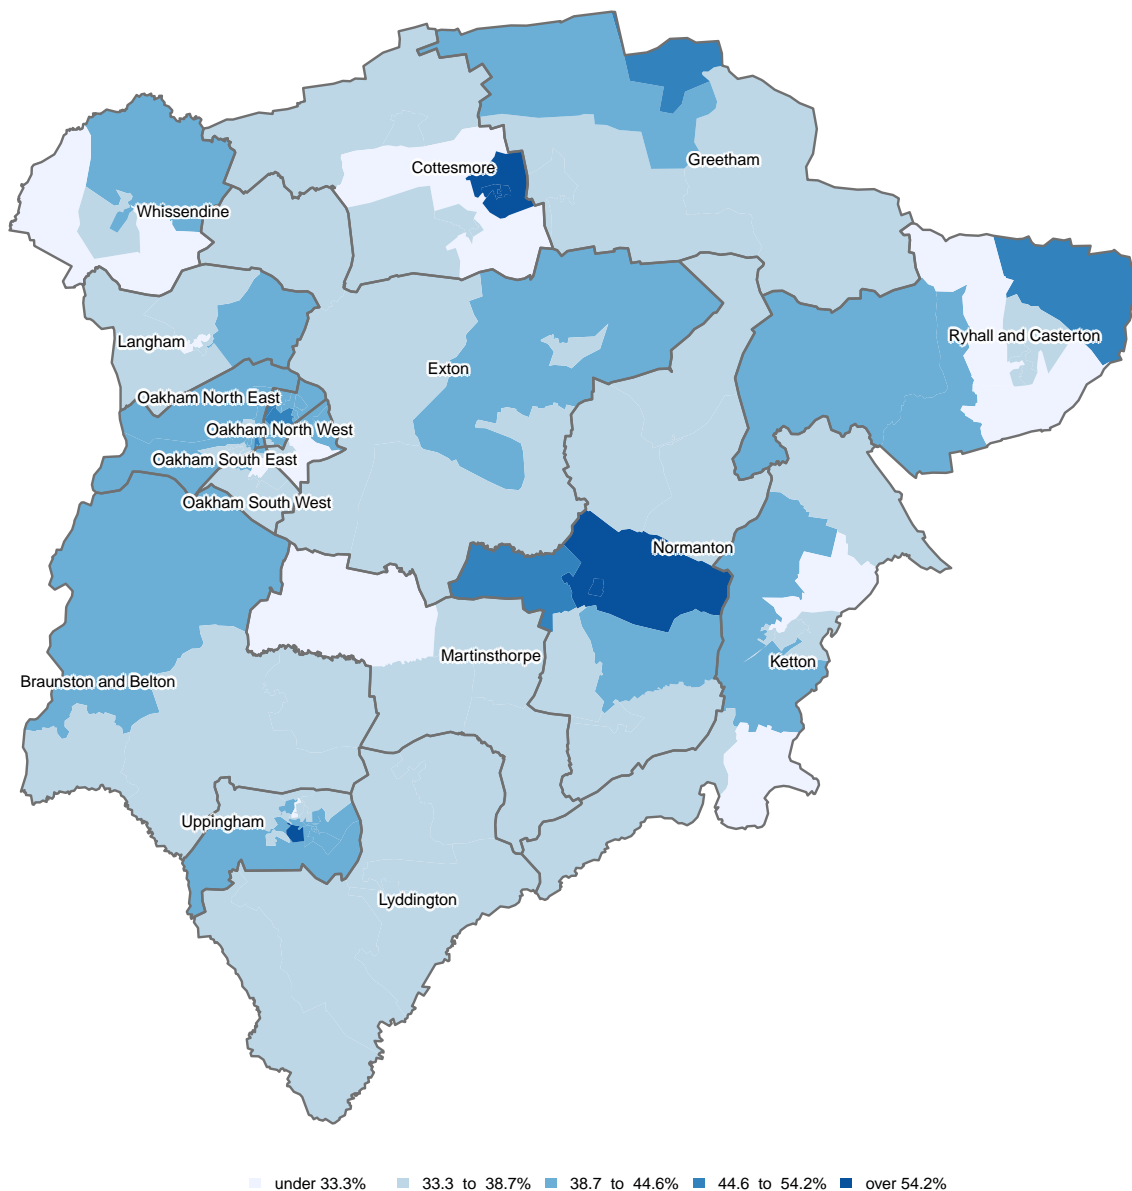 Cottesmore
Greetham
Whissendine
Ryhall and Casterton
Langham
Exton
Oakham North East
Oakham North West
Oakham South East
Oakham South West
Normanton
Martinsthorpe
Ketton
Braunston and Belton
Uppingham
Lyddington
under 33.3% 33.3 to 38.7% 38.7 to 44.6% 44.6 to 54.2% over 54.2%